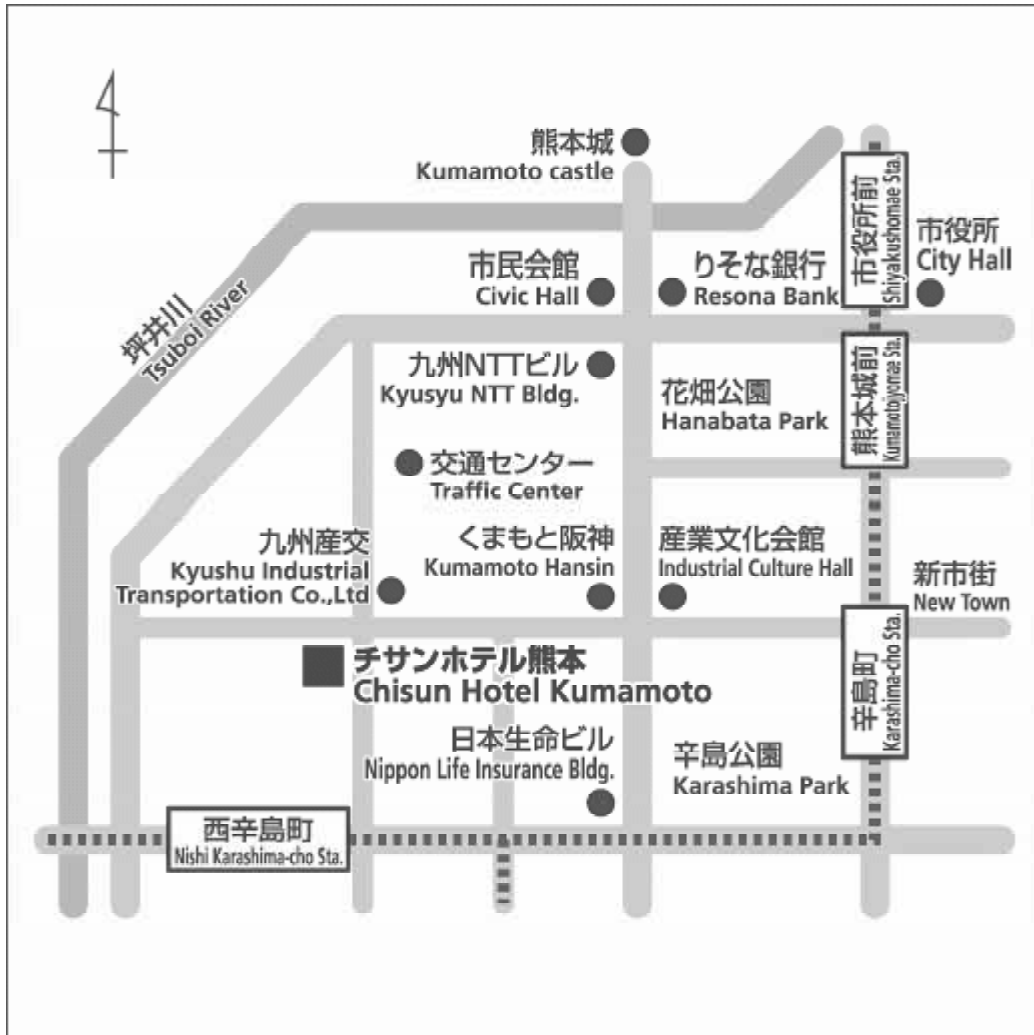 熊本城
Kumamoto castle
市役所前
Shiyakushomae Sta.
市役所
City Hall
市民会館
Civic Hall
りそな銀行
Resona Bank
坪井川
Tsuboi River
九州NTTビル
Kyusyu NTT Bldg.
花畑公園
Hanabata Park
熊本城前
Kumamotojyomae Sta.
交通センター
Traffic Center
九州産交
Kyushu Industrial
Transportation Co.,Ltd
くまもと阪神
Kumamoto Hansin
産業文化会館
Industrial Culture Hall
新市街
New Town
チサンホテル熊本
Chisun Hotel Kumamoto
辛島町
Karashima-cho Sta.
日本生命ビル
Nippon Life Insurance Bldg.
辛島公園
Karashima Park
西辛島町
Nishi Karashima-cho Sta.